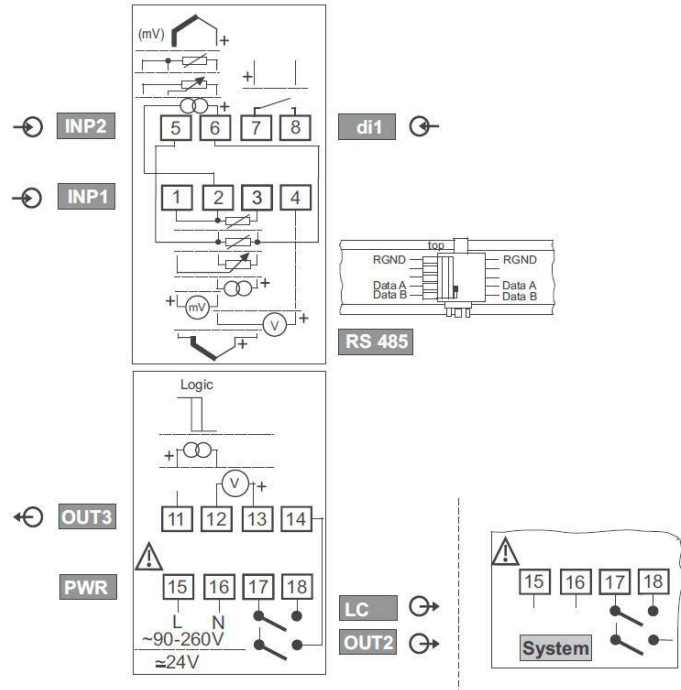 (mV) +
+
+
INP2 5 6 7 8 di1
INP1 1 2 3 4
top
RGND RGND
Data A Data A
Data B Data B
+
+ mV
+ V
+
RS 485
Logic
+
V +
OUT3 11 12 13 14
PWR 15 16 17 18
L N
~90-260V
≃24V
LC
OUT2
15 16 17 18
System